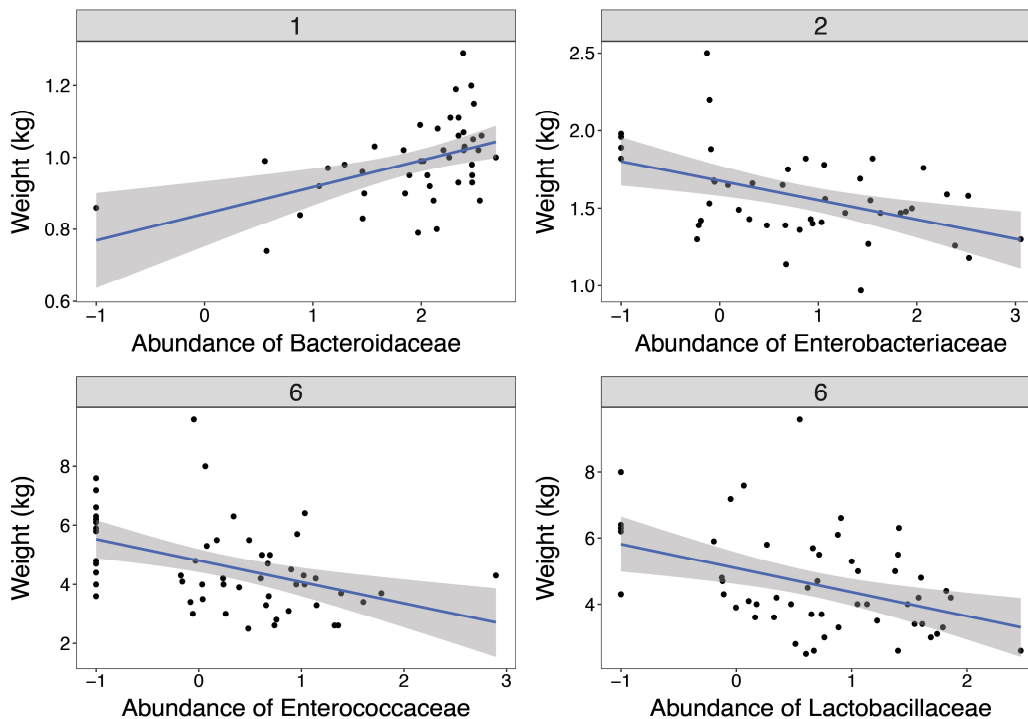 1
Weight (kg)
1.2
1.0
0.8
0.6
−1 0 1 2
Abundance of Bacteroidaceae
2
Weight (kg)
2.5
2.0
1.5
1.0
−1 0 1 2 3
Abundance of Enterobacteriaceae
6
Weight (kg)
8
6
4
2
−1 0 1 2 3
Abundance of Enterococcaceae
6
Weight (kg)
8
6
4
−1 0 1 2
Abundance of Lactobacillaceae